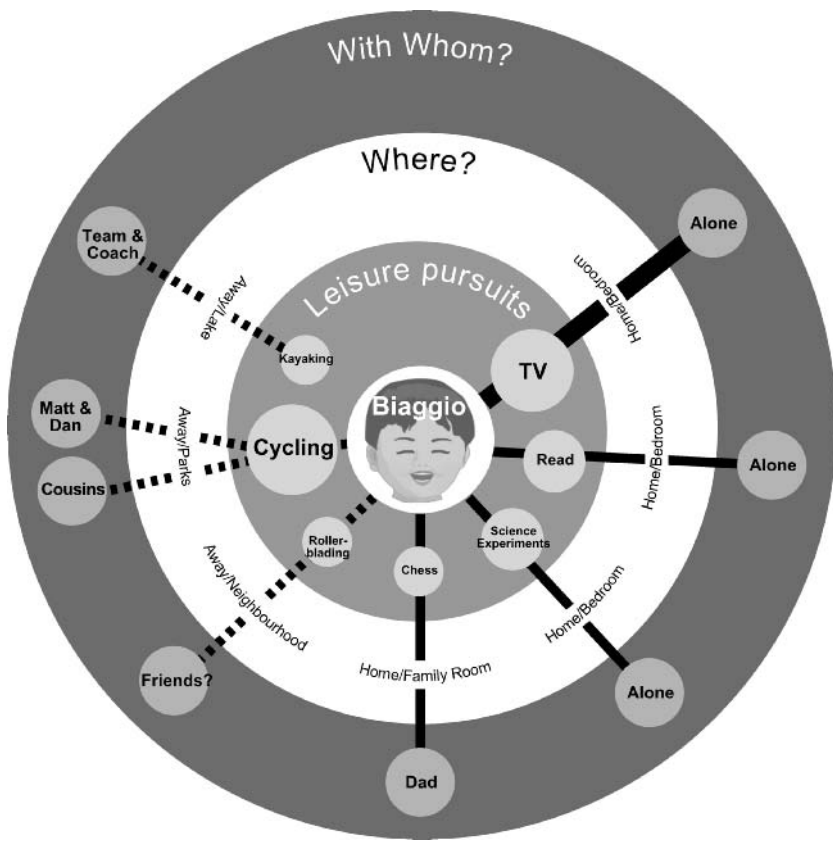 With Whom?
Where?
Leisure pursuits
Biaggio
Team &
Coach
Away/Lake
Kayaking
Alone
Home/Bedroom
TV
Matt &
Dan
Away/Parks
Cycling
Cousins
Read
Home/Bedroom
Alone
Roller-
blading
Away/Neighbourhood
Friends?
Chess
Home/Family Room
Dad
Science
Experiments
Home/Bedroom
Alone